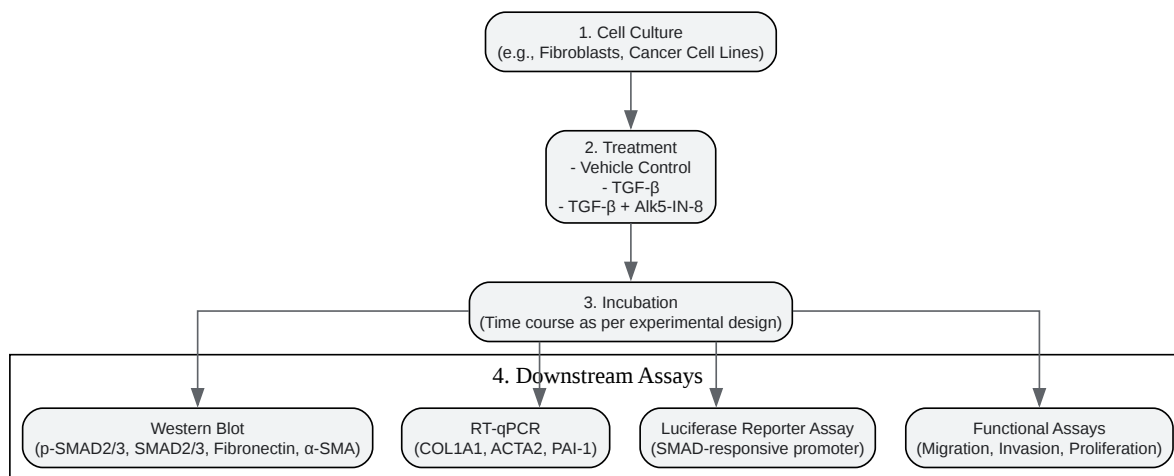 1. Cell Culture
(e.g., Fibroblasts, Cancer Cell Lines)
2. Treatment
- Vehicle Control
- TGF-β
- TGF-β + Alk5-IN-8
3. Incubation
(Time course as per experimental design)
4. Downstream Assays
Western Blot
(p-SMAD2/3, SMAD2/3, Fibronectin, α-SMA)
RT-qPCR
(COL1A1, ACTA2, PAI-1)
Luciferase Reporter Assay
(SMAD-responsive promoter)
Functional Assays
(Migration, Invasion, Proliferation)